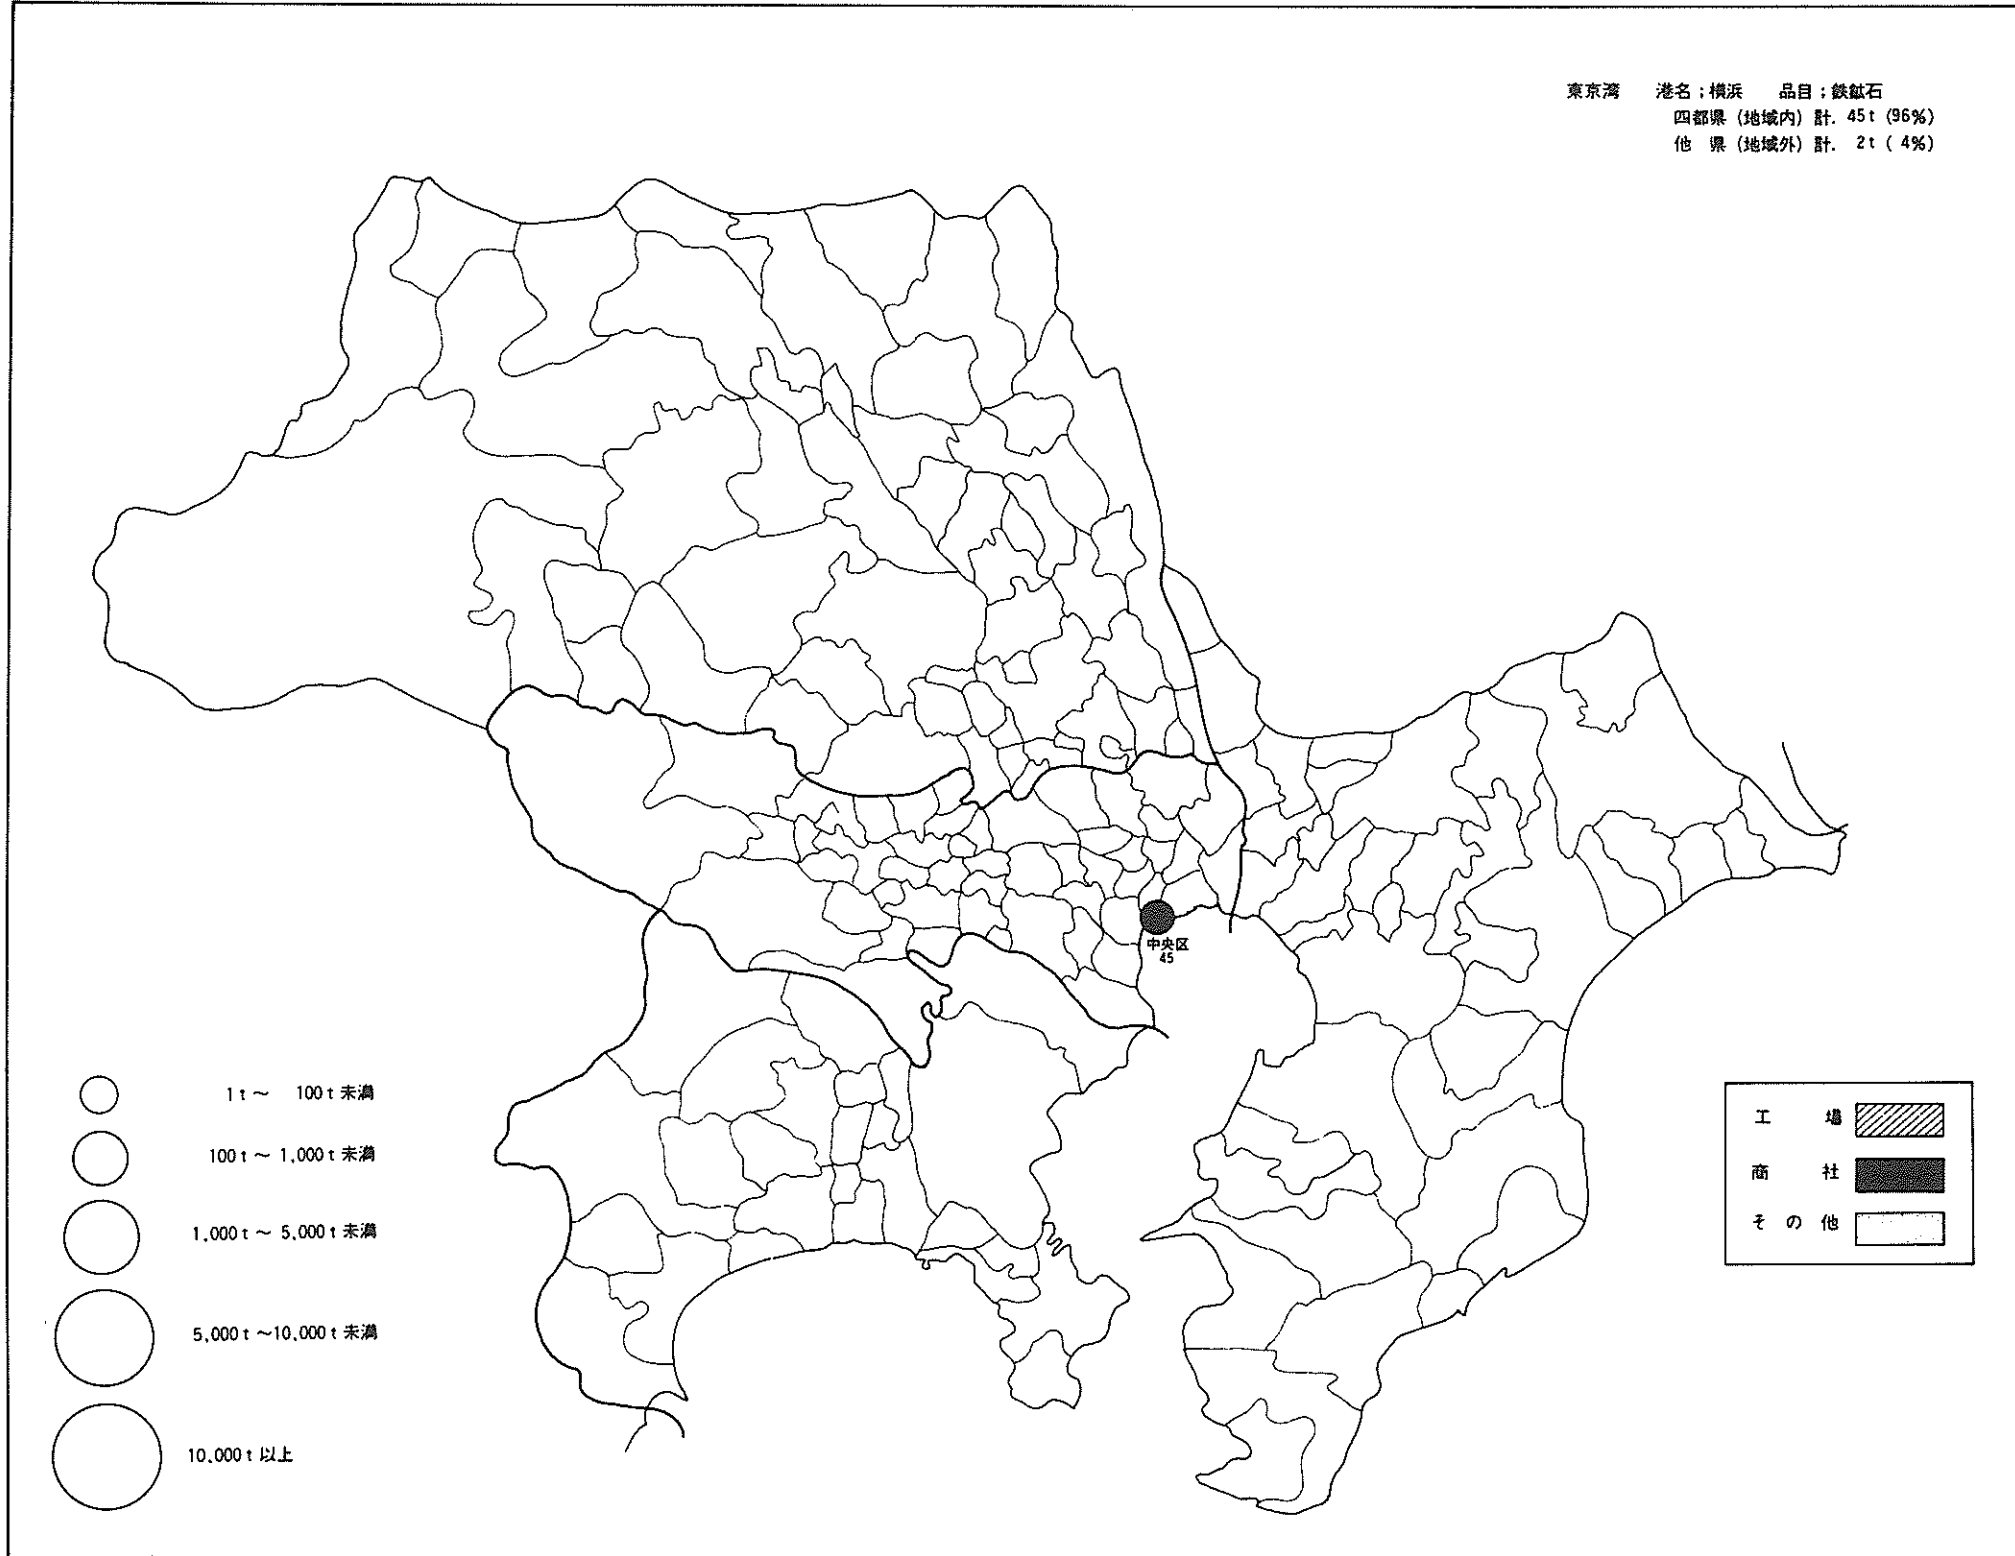 東京湾　港名;横浜　品目;鉄鉱石
四都県 (地域内) 計. 45t (96%)
他　県 (地域外) 計. 2t ( 4%)
中央区
45
1t～ 100t未満
100t～ 1,000t未満
1,000t～ 5,000t未満
5,000t～10,000t未満
10,000t以上
工　場
商　社
そ の 他